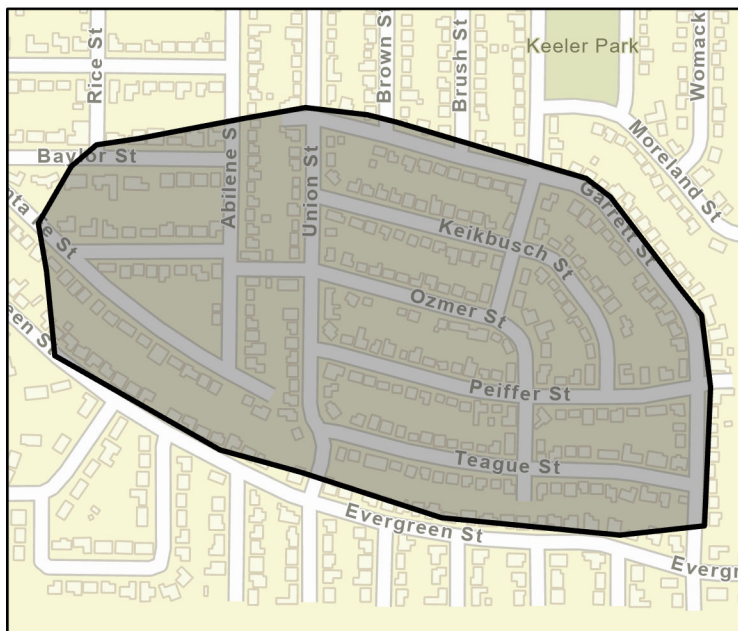 Rice St
Brown St
Brush St
Keeler Park
Womack
Moreland St
Baylor St
Abilene S
Union St
Garrett St
Keikbusch St
Ozmer St
Peiffer St
Teague St
Evergreen St
Evergr